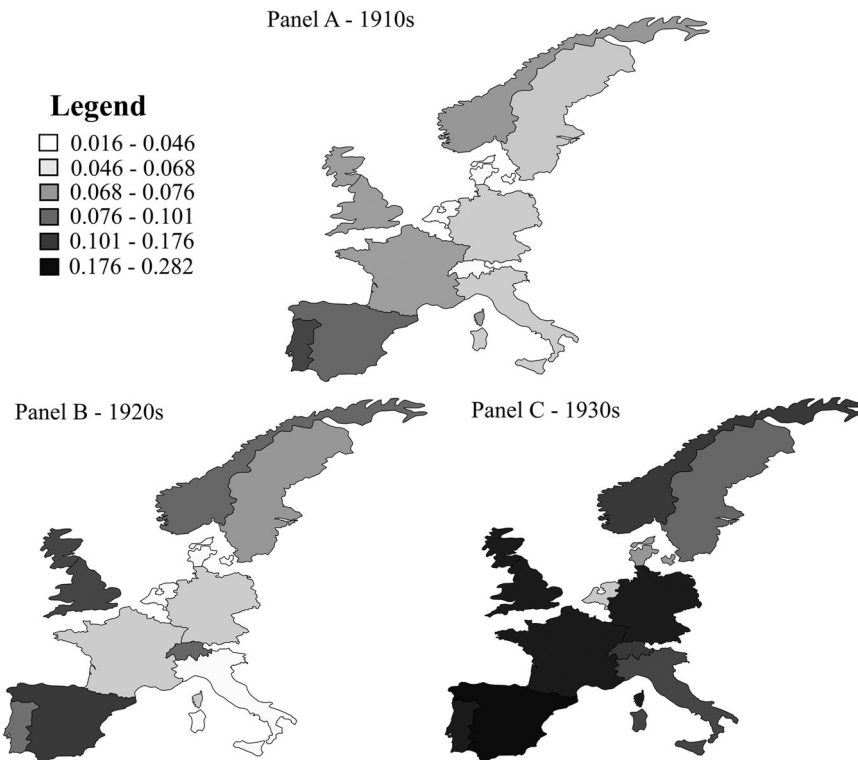 Panel A - 1910s
Legend
0.016 - 0.046
0.046 - 0.068
0.068 - 0.076
0.076 - 0.101
0.101 - 0.176
0.176 - 0.282
Panel B - 1920s
Panel C - 1930s